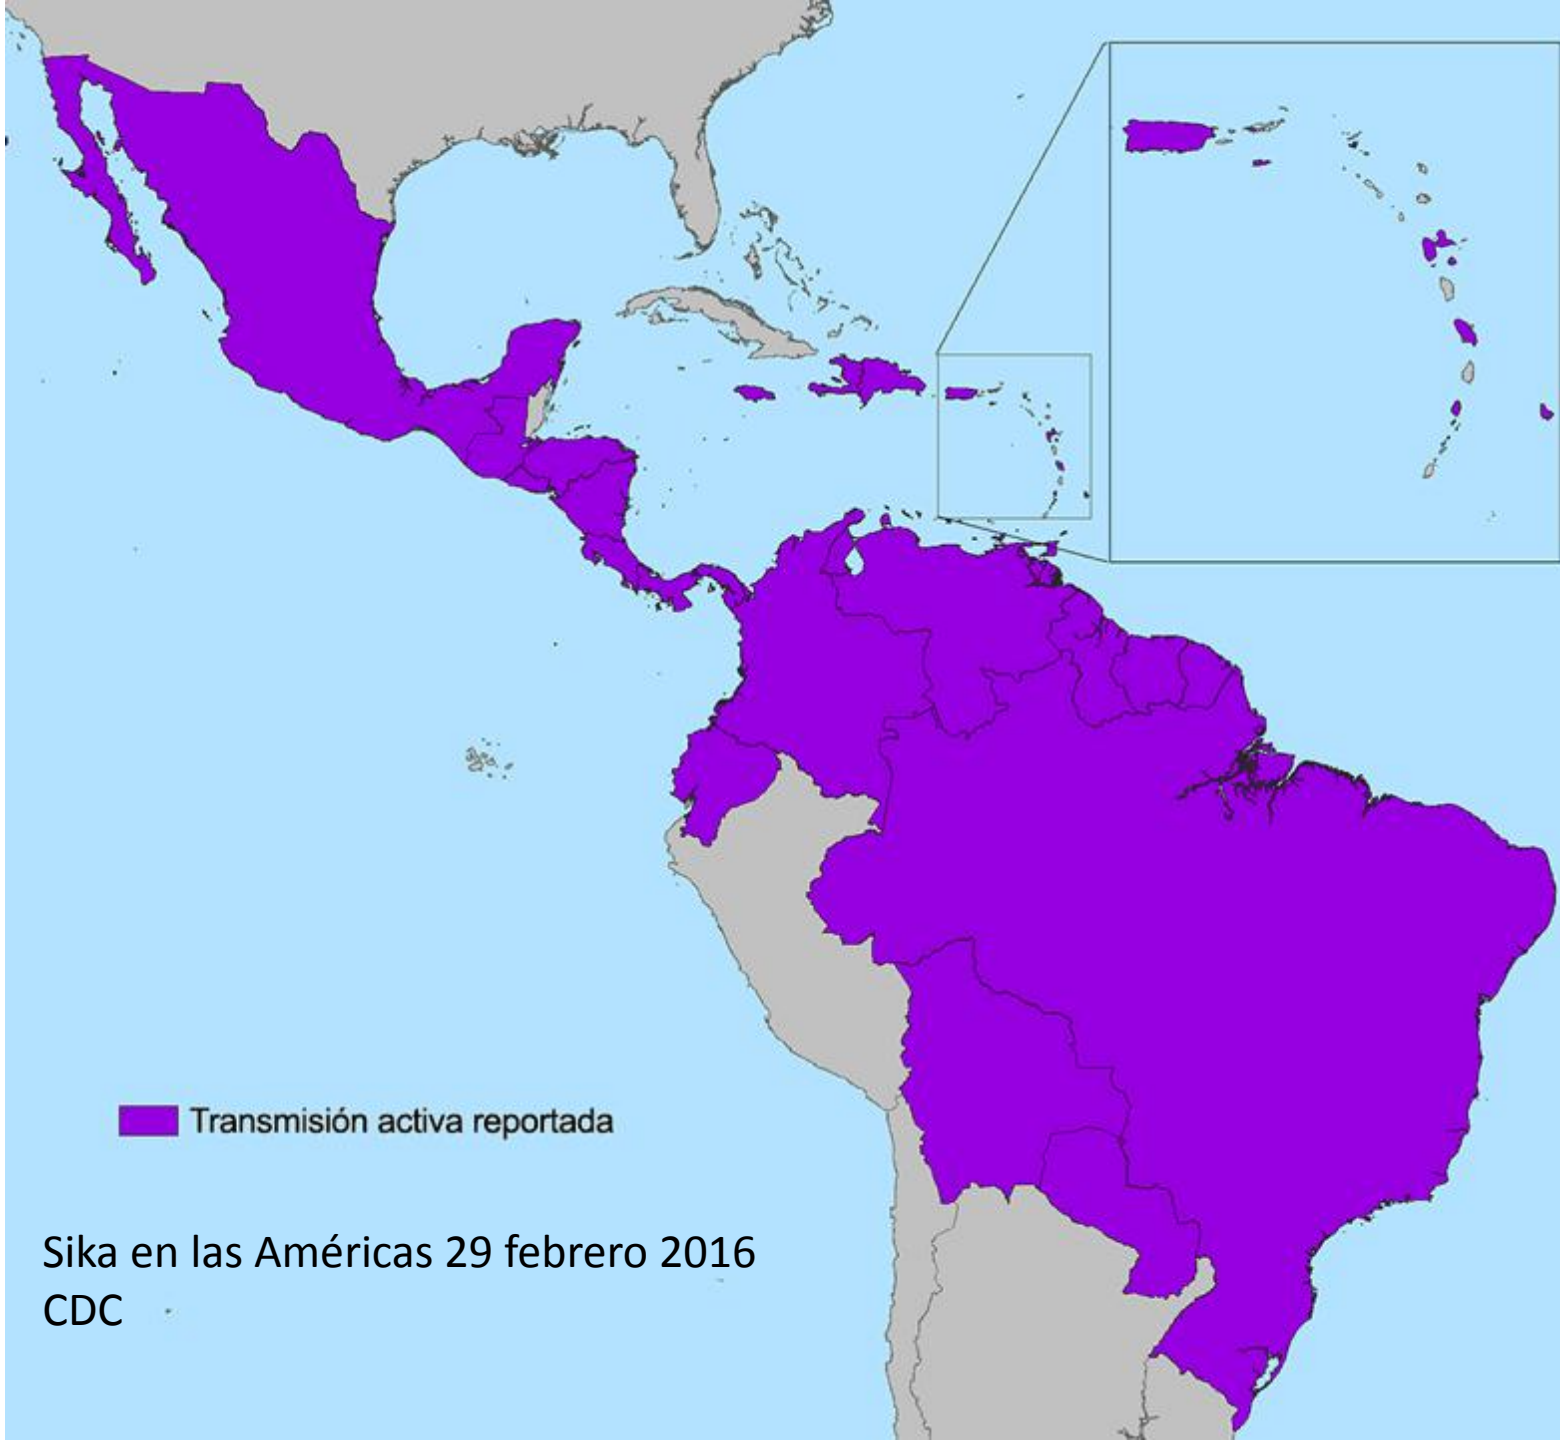 Transmisión activa reportada
Sika en las Américas 29 febrero 2016
CDC